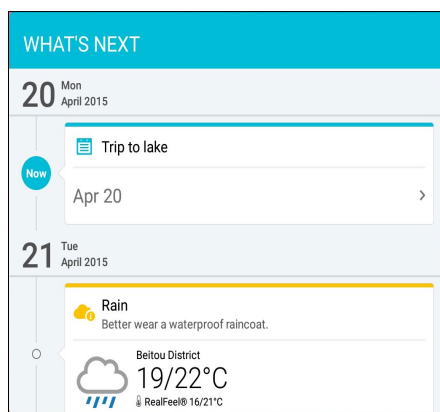 WHAT'S NEXT
20 Mon
April 2015
Trip to lake
Now
Apr 20
21 Tue
April 2015
Rain
Better wear a waterproof raincoat.
Beitou District
19/22°C
RealFeel® 16/21°C